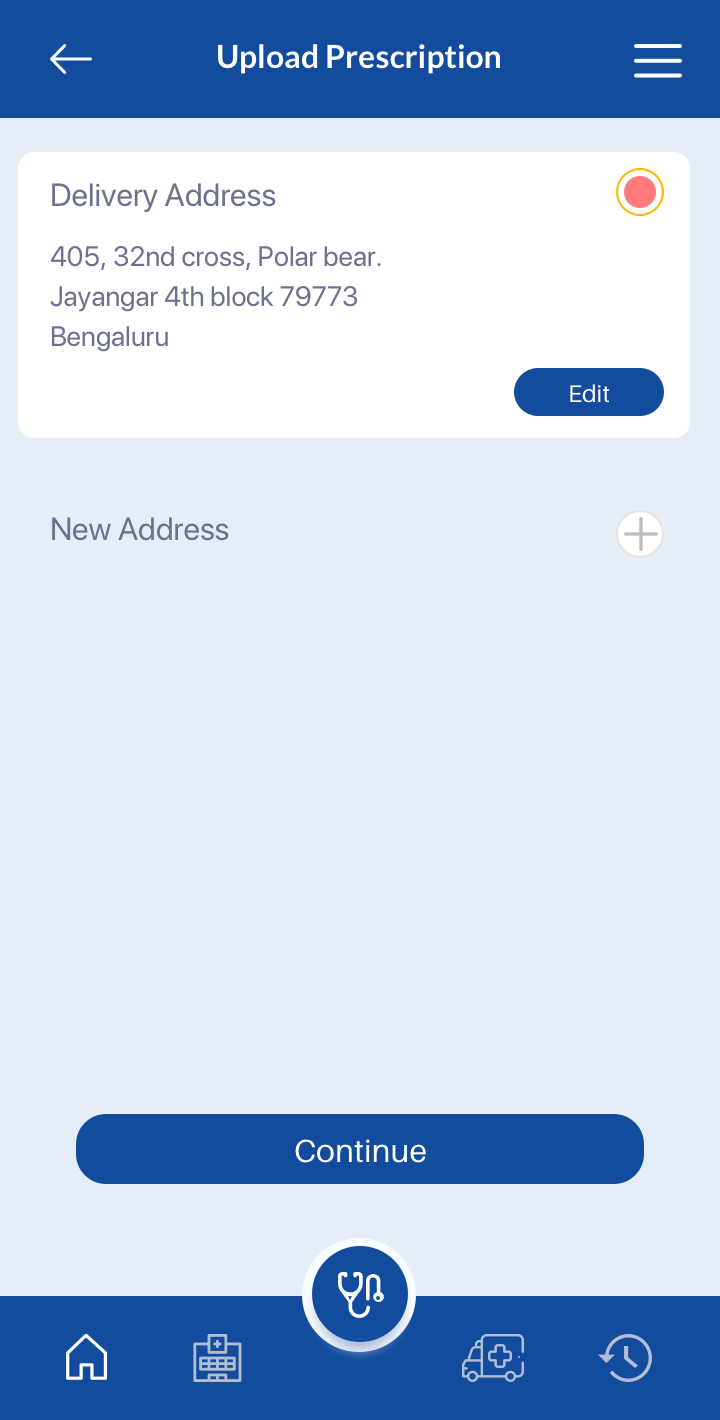 Upload Prescription
Delivery Address
405, 32nd cross, Polar bear.
Jayangar 4th block 79773
Bengaluru
Edit
New Address
Continue